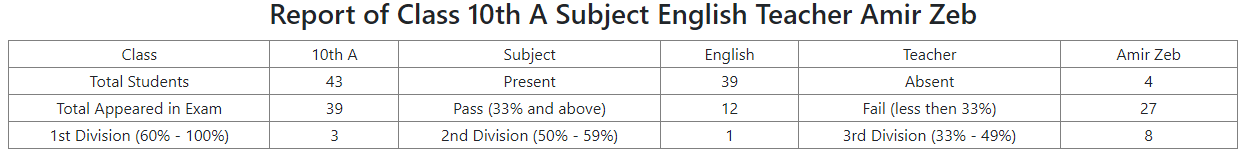 Report of Class 10th A Subject English Teacher Amir Zeb
Class 10th A Subject English Teacher Amir Zeb
Total Students 43 Present 39 Absent 4
Total Appeared in Exam 39 Pass (33% and above) 12 Fail (less then 33%) 27
1st Division (60% - 100%) 3 2nd Division (50% - 59%) 1 3rd Division (33% - 49%) 8